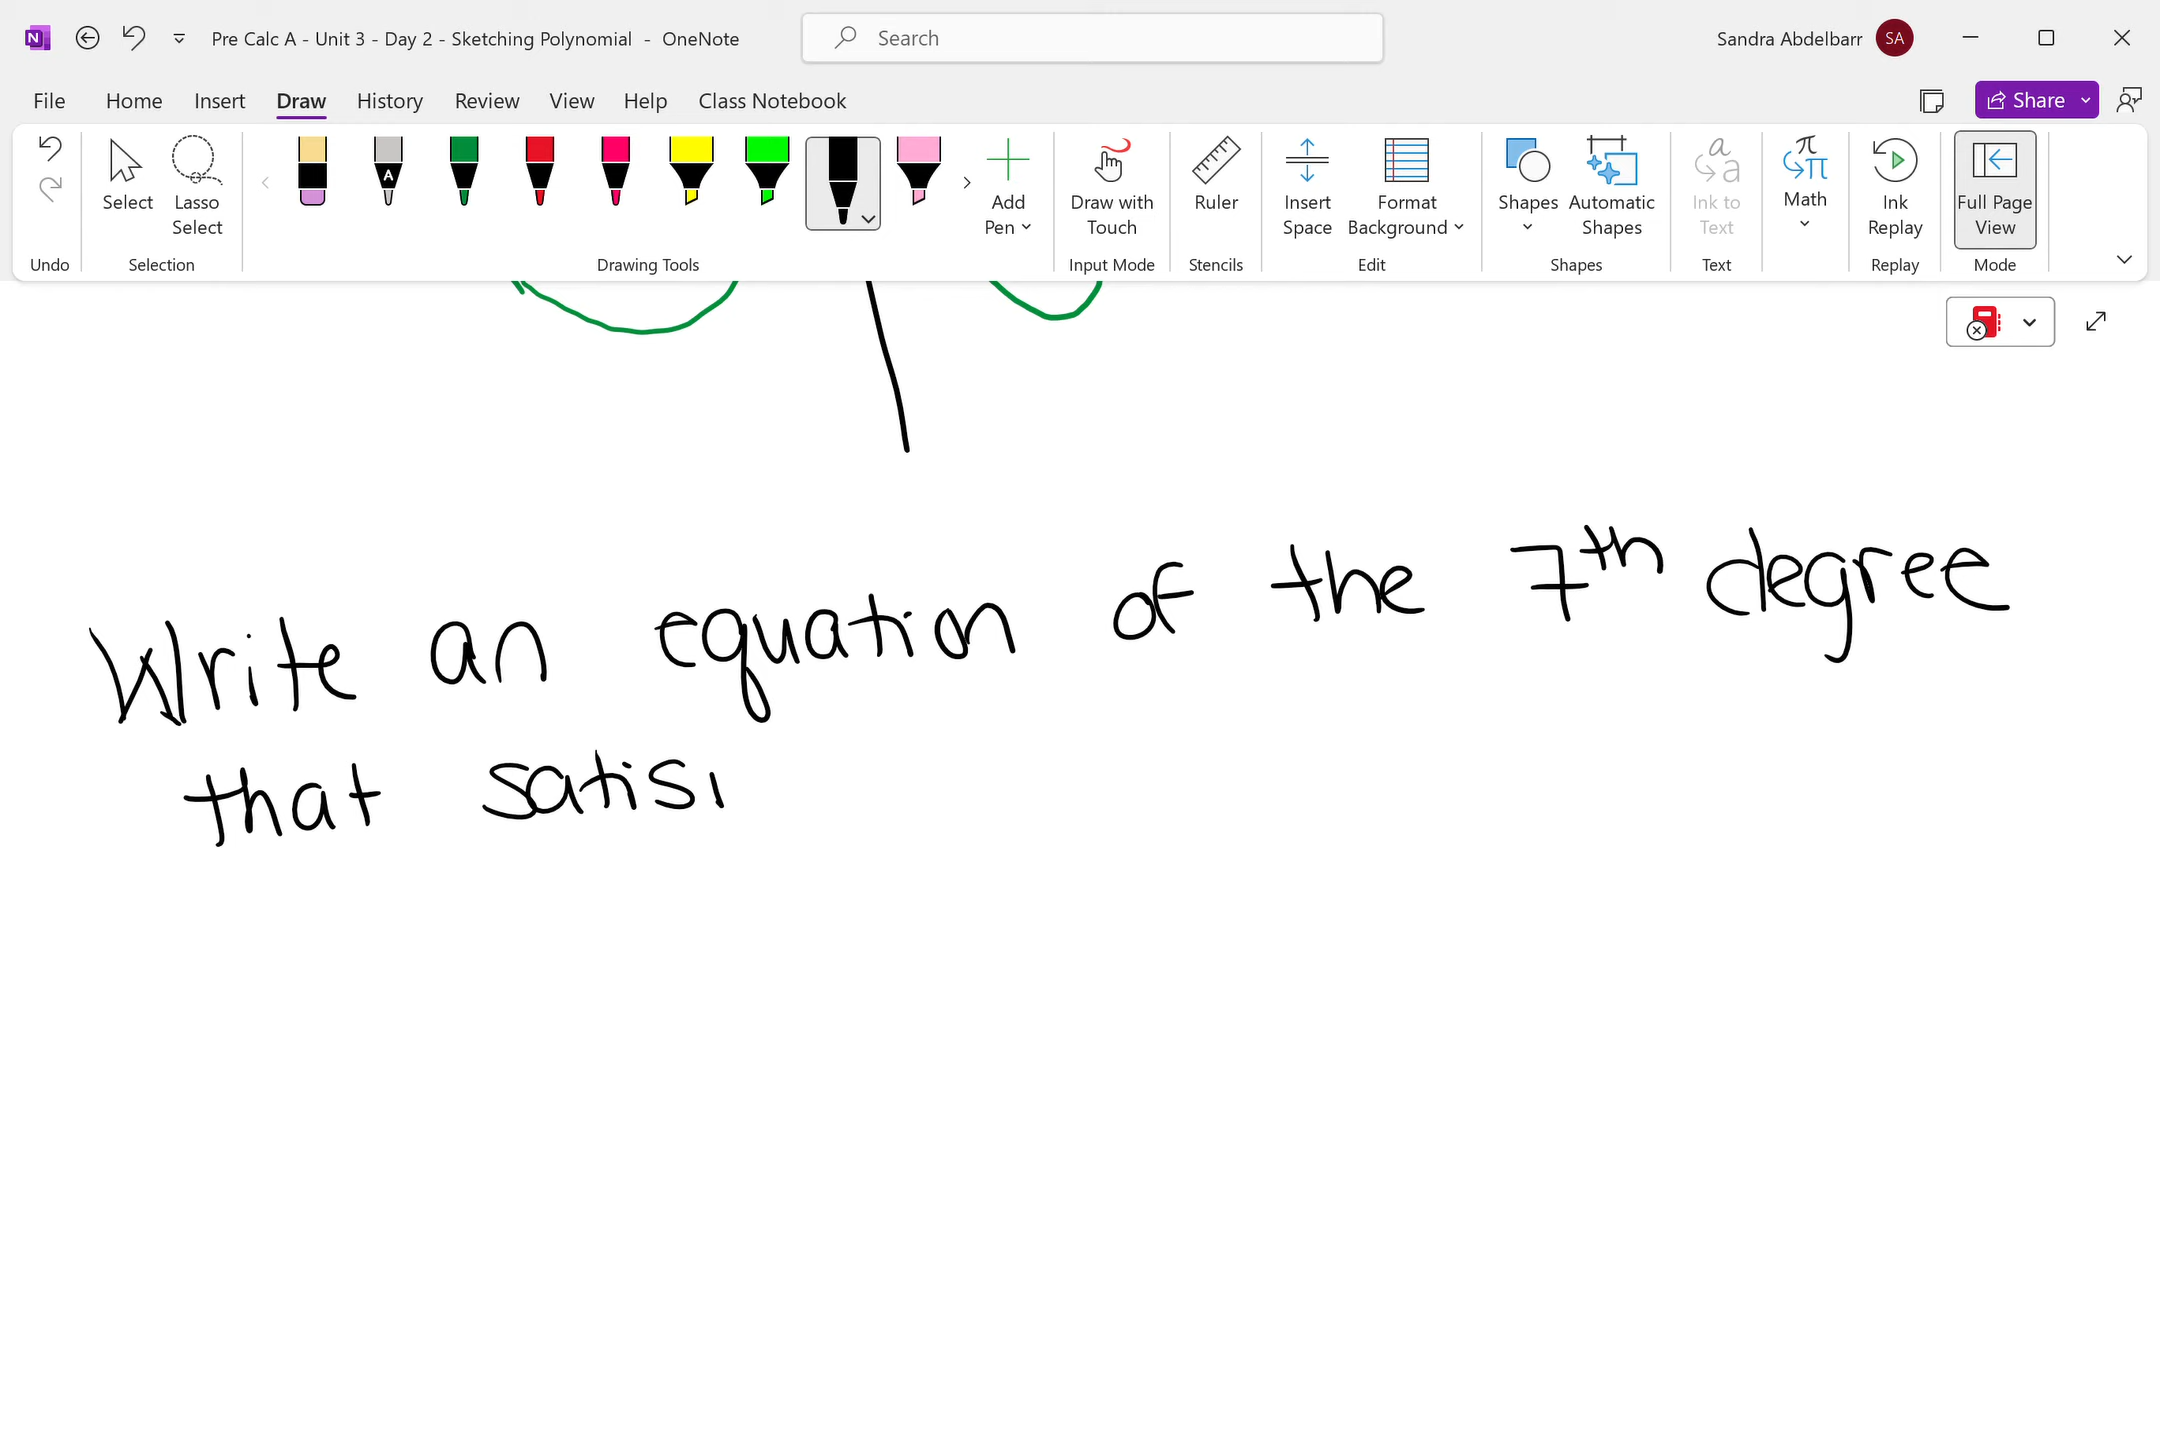 Pre Calc A - Unit 3 - Day 2 - Sketching Polynomial - OneNote
Search
Sandra Abdelbarr SA
File Home Insert Draw History Review View Help Class Notebook
Share
Select
Lasso Select
A
Add Pen
Draw with Touch
Ruler
Insert Space
Format Background
Shapes
Automatic Shapes
Ink to Text
Math
Ink Replay
Full Page View
Undo Selection Drawing Tools Input Mode Stencils Edit Shapes Text Replay Mode
Write an equation of the 7th degree
that satisı